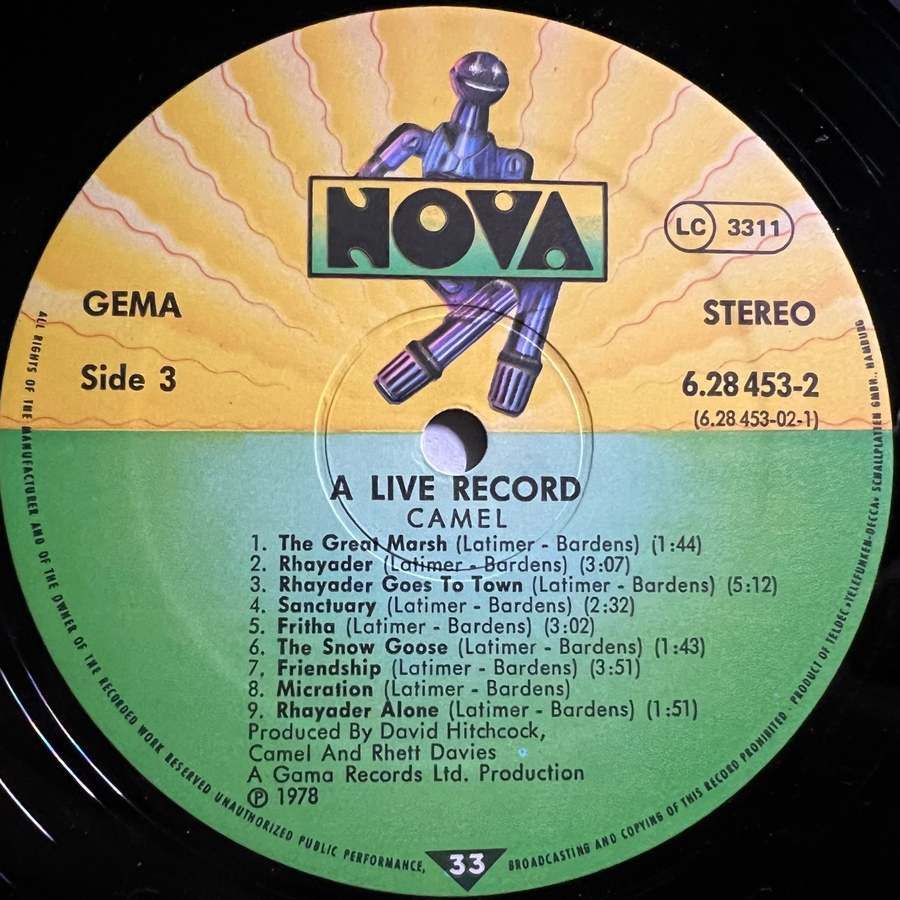 NOVA
LC 3311
GEMA
STEREO
Side 3
6.28 453-2
(6.28 453-02-1)
A LIVE RECORD
CAMEL
1. The Great Marsh (Latimer - Bardens) (1:44)
2. Rhayader (Latimer - Bardens) (3:07)
3. Rhayader Goes To Town (Latimer - Bardens) (5:12)
4. Sanctuary (Latimer - Bardens) (2:32)
5. Fritha (Latimer - Bardens) (3:02)
6. The Snow Goose (Latimer - Bardens) (1:43)
7. Friendship (Latimer - Bardens) (3:51)
8. Micration (Latimer - Bardens)
9. Rhayader Alone (Latimer - Bardens) (1:51)
Produced By David Hitchcock,
Camel And Rhett Davies
A Gama Records Ltd. Production
℗ 1978
ALL RIGHTS OF THE MANUFACTURER AND OF THE OWNER OF THE RECORDED WORK RESERVED UNAUTHORIZED PUBLIC PERFORMANCE, BROADCASTING AND COPYING OF THIS RECORD PROHIBITED · PRODUCT OF TELDEC »TELEFUNKEN-DECCA« SCHALLPLATTEN GMBH., HAMBURG
33